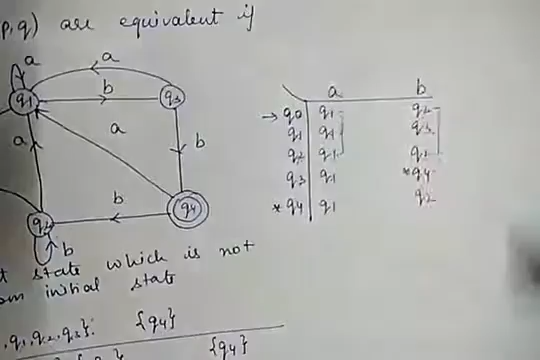 p,q) are equivalent if
a
a
q1
b
q3
a
a
b
q4
b
q2
b
a b
→ q0 q1 q2
q1 q1 q3
q2 q1 q2
q3 q1 *q4
* q4 q1 q2
t state which is not
om initial state
, q1, q2, q3}. {q4}
{q4}